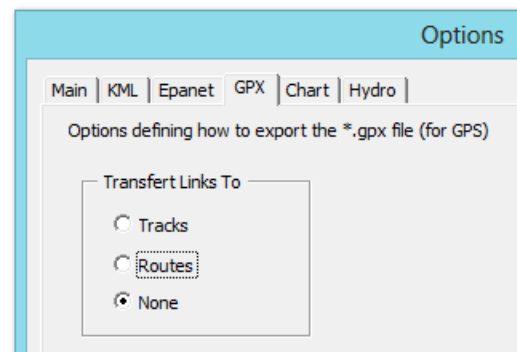 Options
Main KML Epanet GPX Chart Hydro
Options defining how to export the *.gpx file (for GPS)
Transfert Links To
Tracks
Routes
None